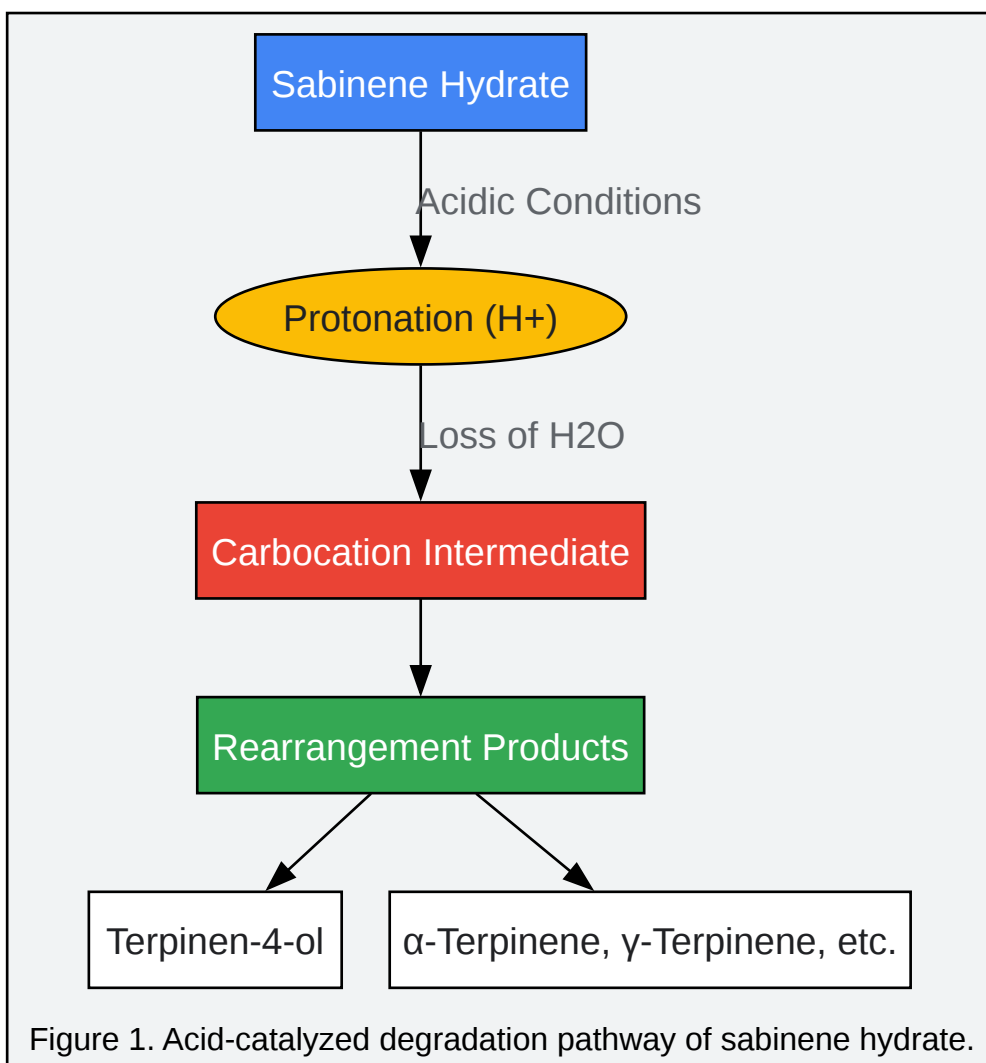 Sabinene Hydrate
Acidic Conditions
Protonation (H+)
Loss of H2O
Carbocation Intermediate
Rearrangement Products
Terpinen-4-ol
α-Terpinene, γ-Terpinene, etc.
Figure 1. Acid-catalyzed degradation pathway of sabinene hydrate.